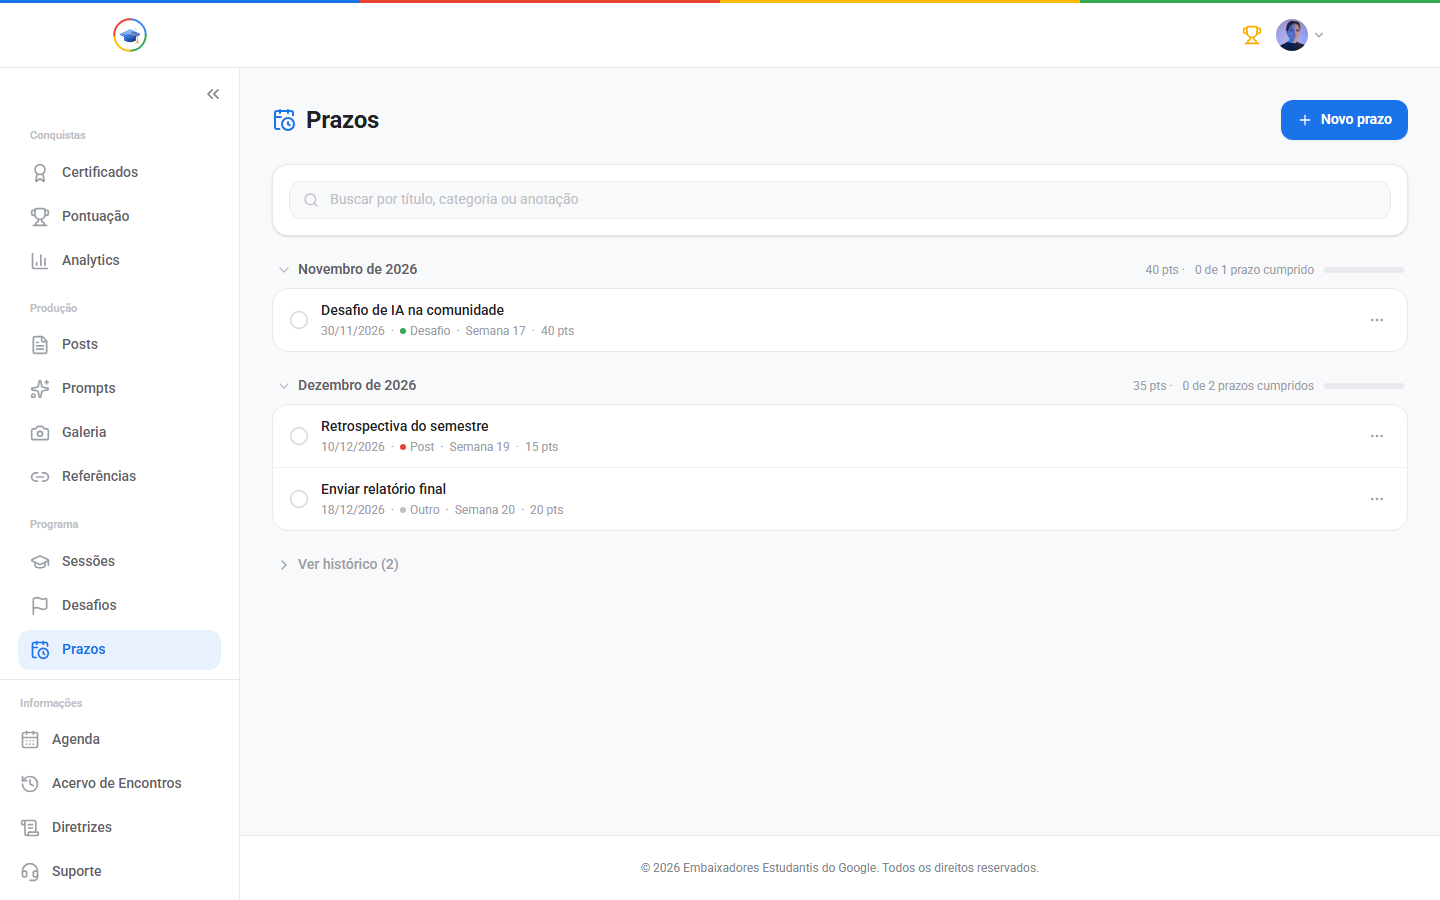 Conquistas
Certificados
Pontuação
Analytics
Produção
Posts
Prompts
Galeria
Referências
Programa
Sessões
Desafios
Prazos
Informações
Agenda
Acervo de Encontros
Diretrizes
Suporte
Prazos
Novo prazo
Buscar por título, categoria ou anotação
Novembro de 2026
40 pts · 0 de 1 prazo cumprido
Desafio de IA na comunidade
30/11/2026 · Desafio · Semana 17 · 40 pts
Dezembro de 2026
35 pts · 0 de 2 prazos cumpridos
Retrospectiva do semestre
10/12/2026 · Post · Semana 19 · 15 pts
Enviar relatório final
18/12/2026 · Outro · Semana 20 · 20 pts
Ver histórico (2)
© 2026 Embaixadores Estudantis do Google. Todos os direitos reservados.